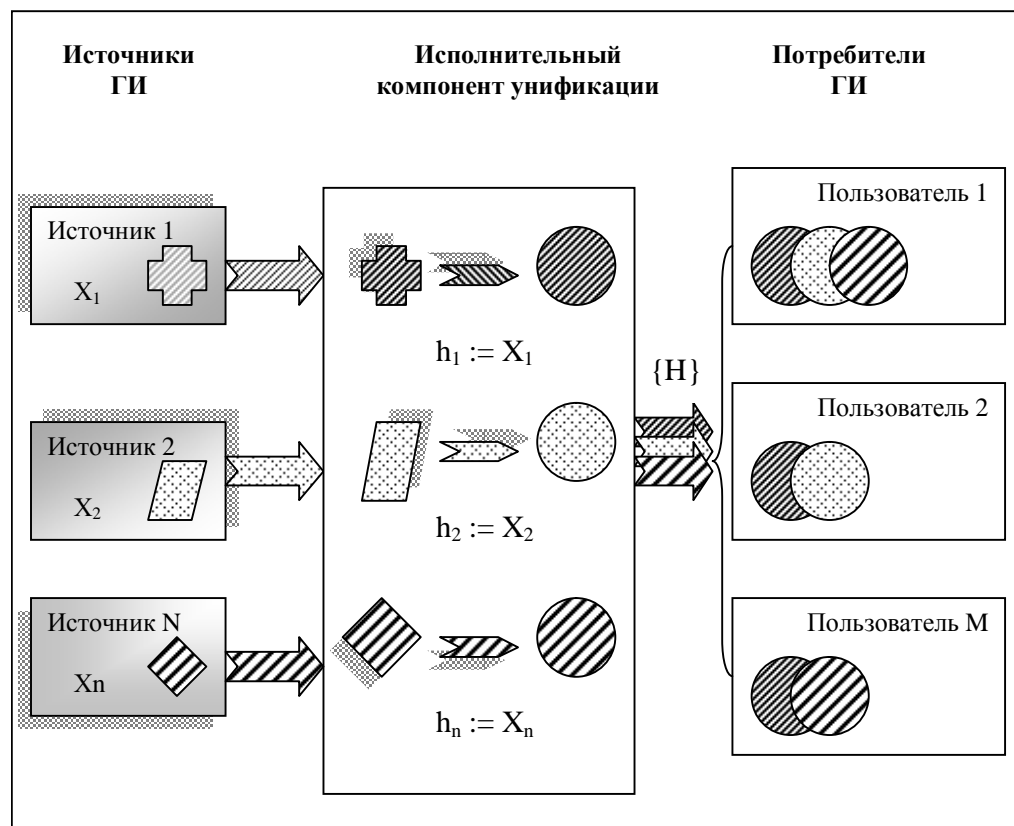 Источники
ГИ
Исполнительный
компонент унификации
Потребители
ГИ
Источник 1
X₁
h₁ := X₁
Пользователь 1
{H}
Источник 2
X₂
h₂ := X₂
Пользователь 2
Источник N
Xn
hₙ := Xₙ
Пользователь M